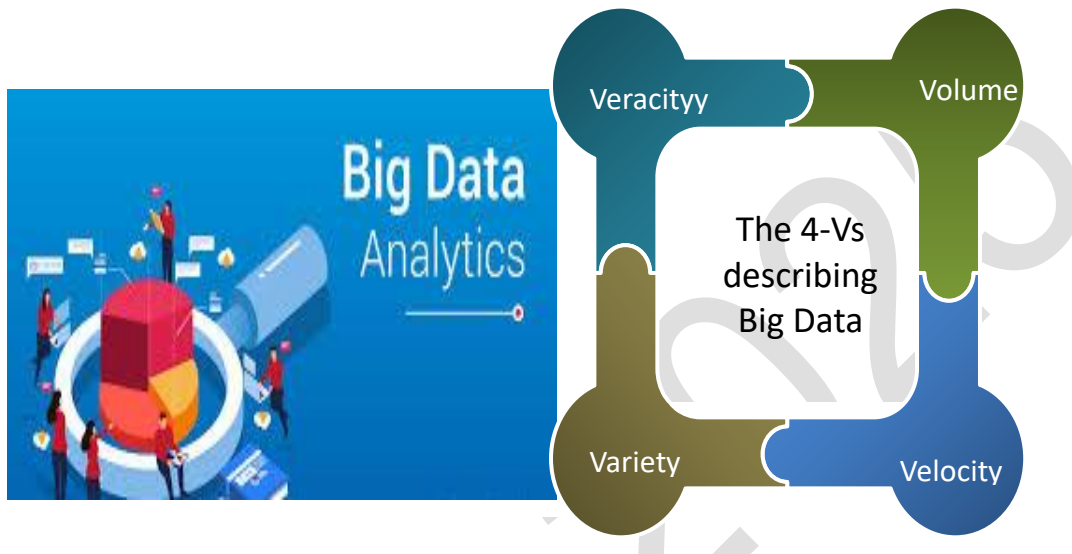 Big Data
Analytics
Veracityy
Volume
The 4-Vs
describing
Big Data
Variety
Velocity